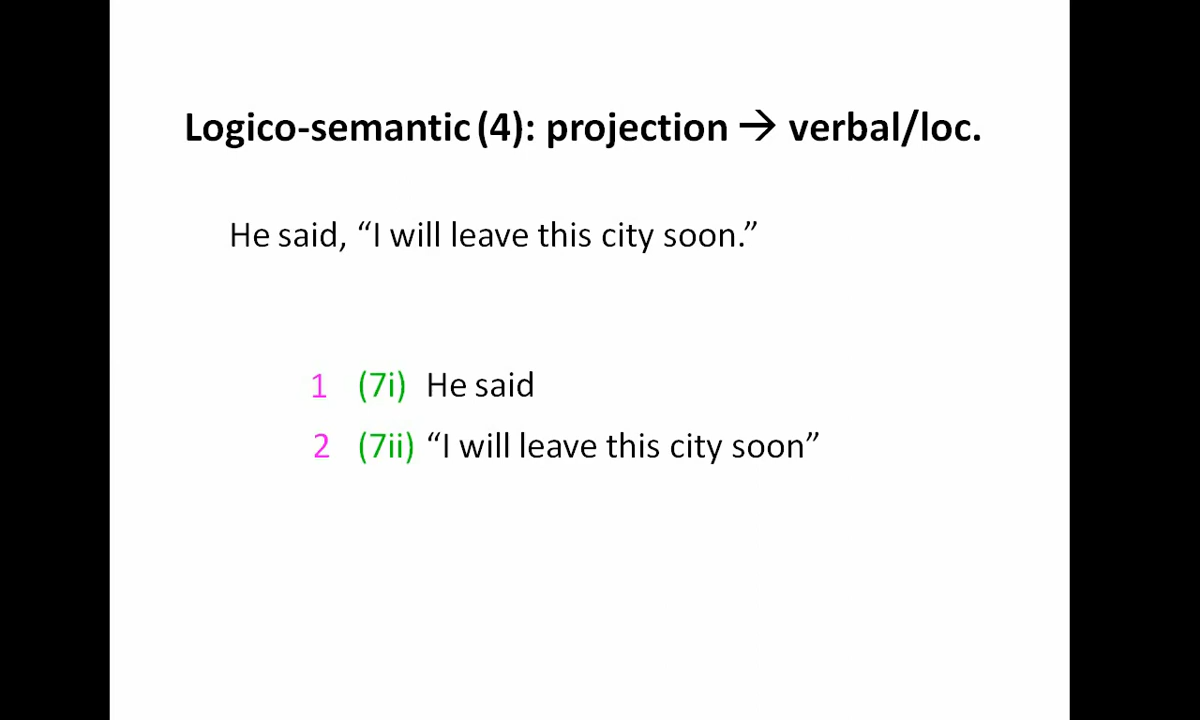 Logico-semantic (4): projection → verbal/loc.
He said, “I will leave this city soon.”
1 (7i) He said
2 (7ii) “I will leave this city soon”